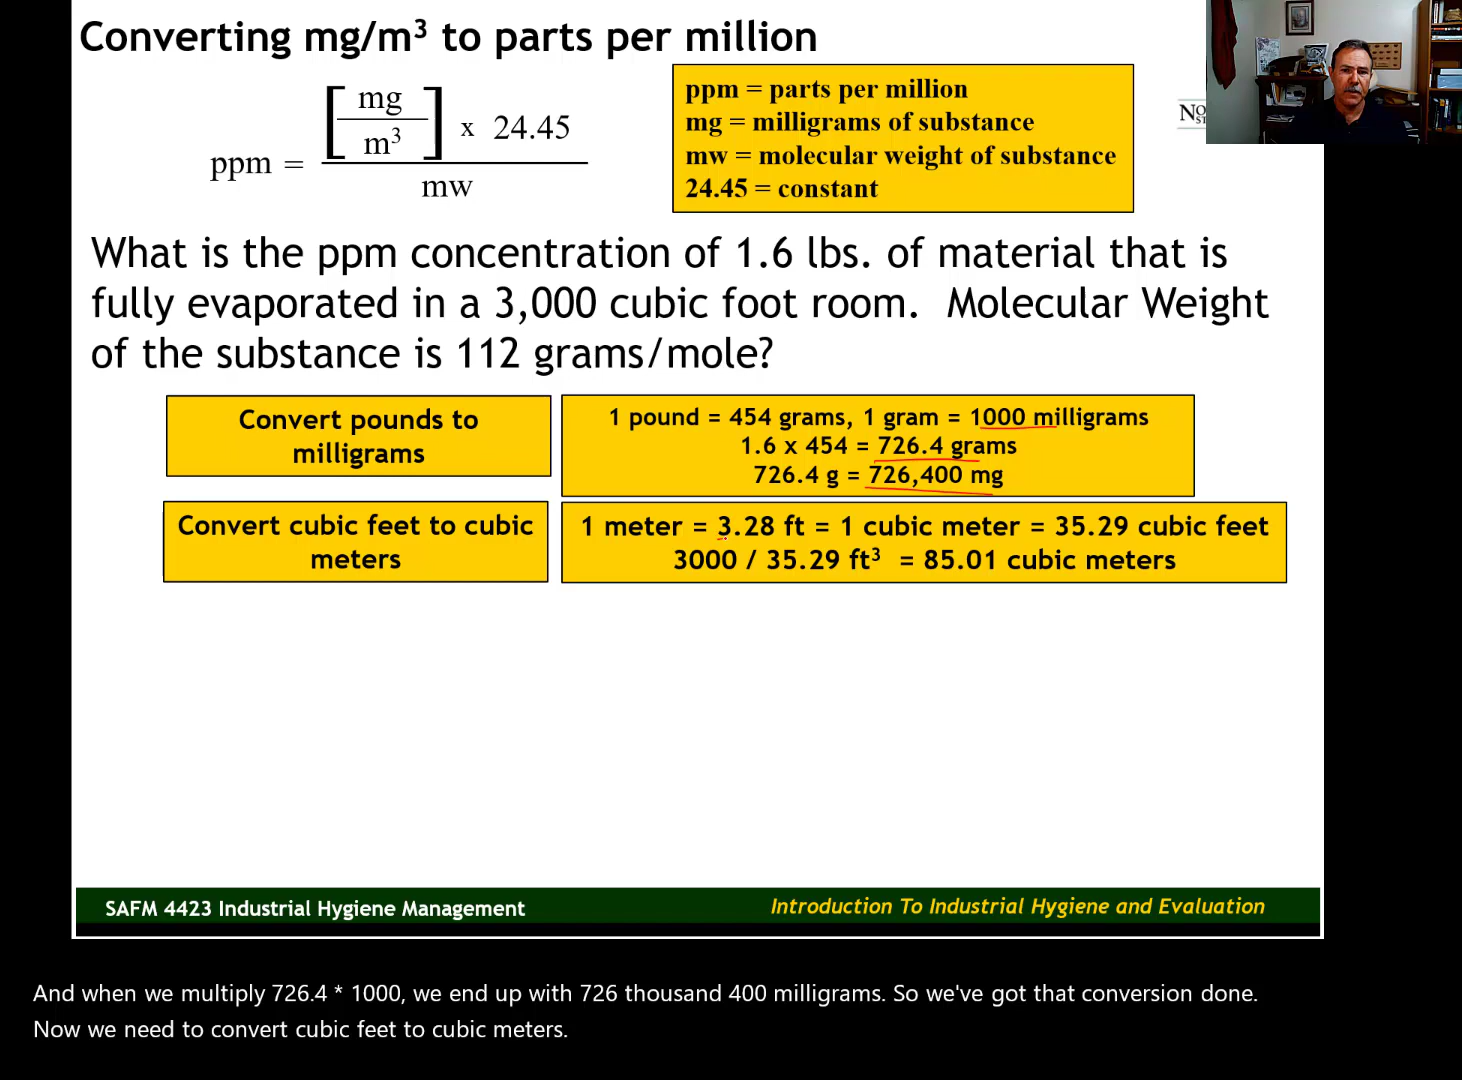 Converting mg/m³ to parts per million
ppm = [mg/m³] x 24.45 / mw
ppm = parts per million
mg = milligrams of substance
mw = molecular weight of substance
24.45 = constant
What is the ppm concentration of 1.6 lbs. of material that is
fully evaporated in a 3,000 cubic foot room. Molecular Weight
of the substance is 112 grams/mole?
Convert pounds to
milligrams
1 pound = 454 grams, 1 gram = 1000 milligrams
1.6 x 454 = 726.4 grams
726.4 g = 726,400 mg
Convert cubic feet to cubic
meters
1 meter = 3.28 ft = 1 cubic meter = 35.29 cubic feet
3000 / 35.29 ft³ = 85.01 cubic meters
SAFM 4423 Industrial Hygiene Management
Introduction To Industrial Hygiene and Evaluation
And when we multiply 726.4 * 1000, we end up with 726 thousand 400 milligrams. So we've got that conversion done.
Now we need to convert cubic feet to cubic meters.